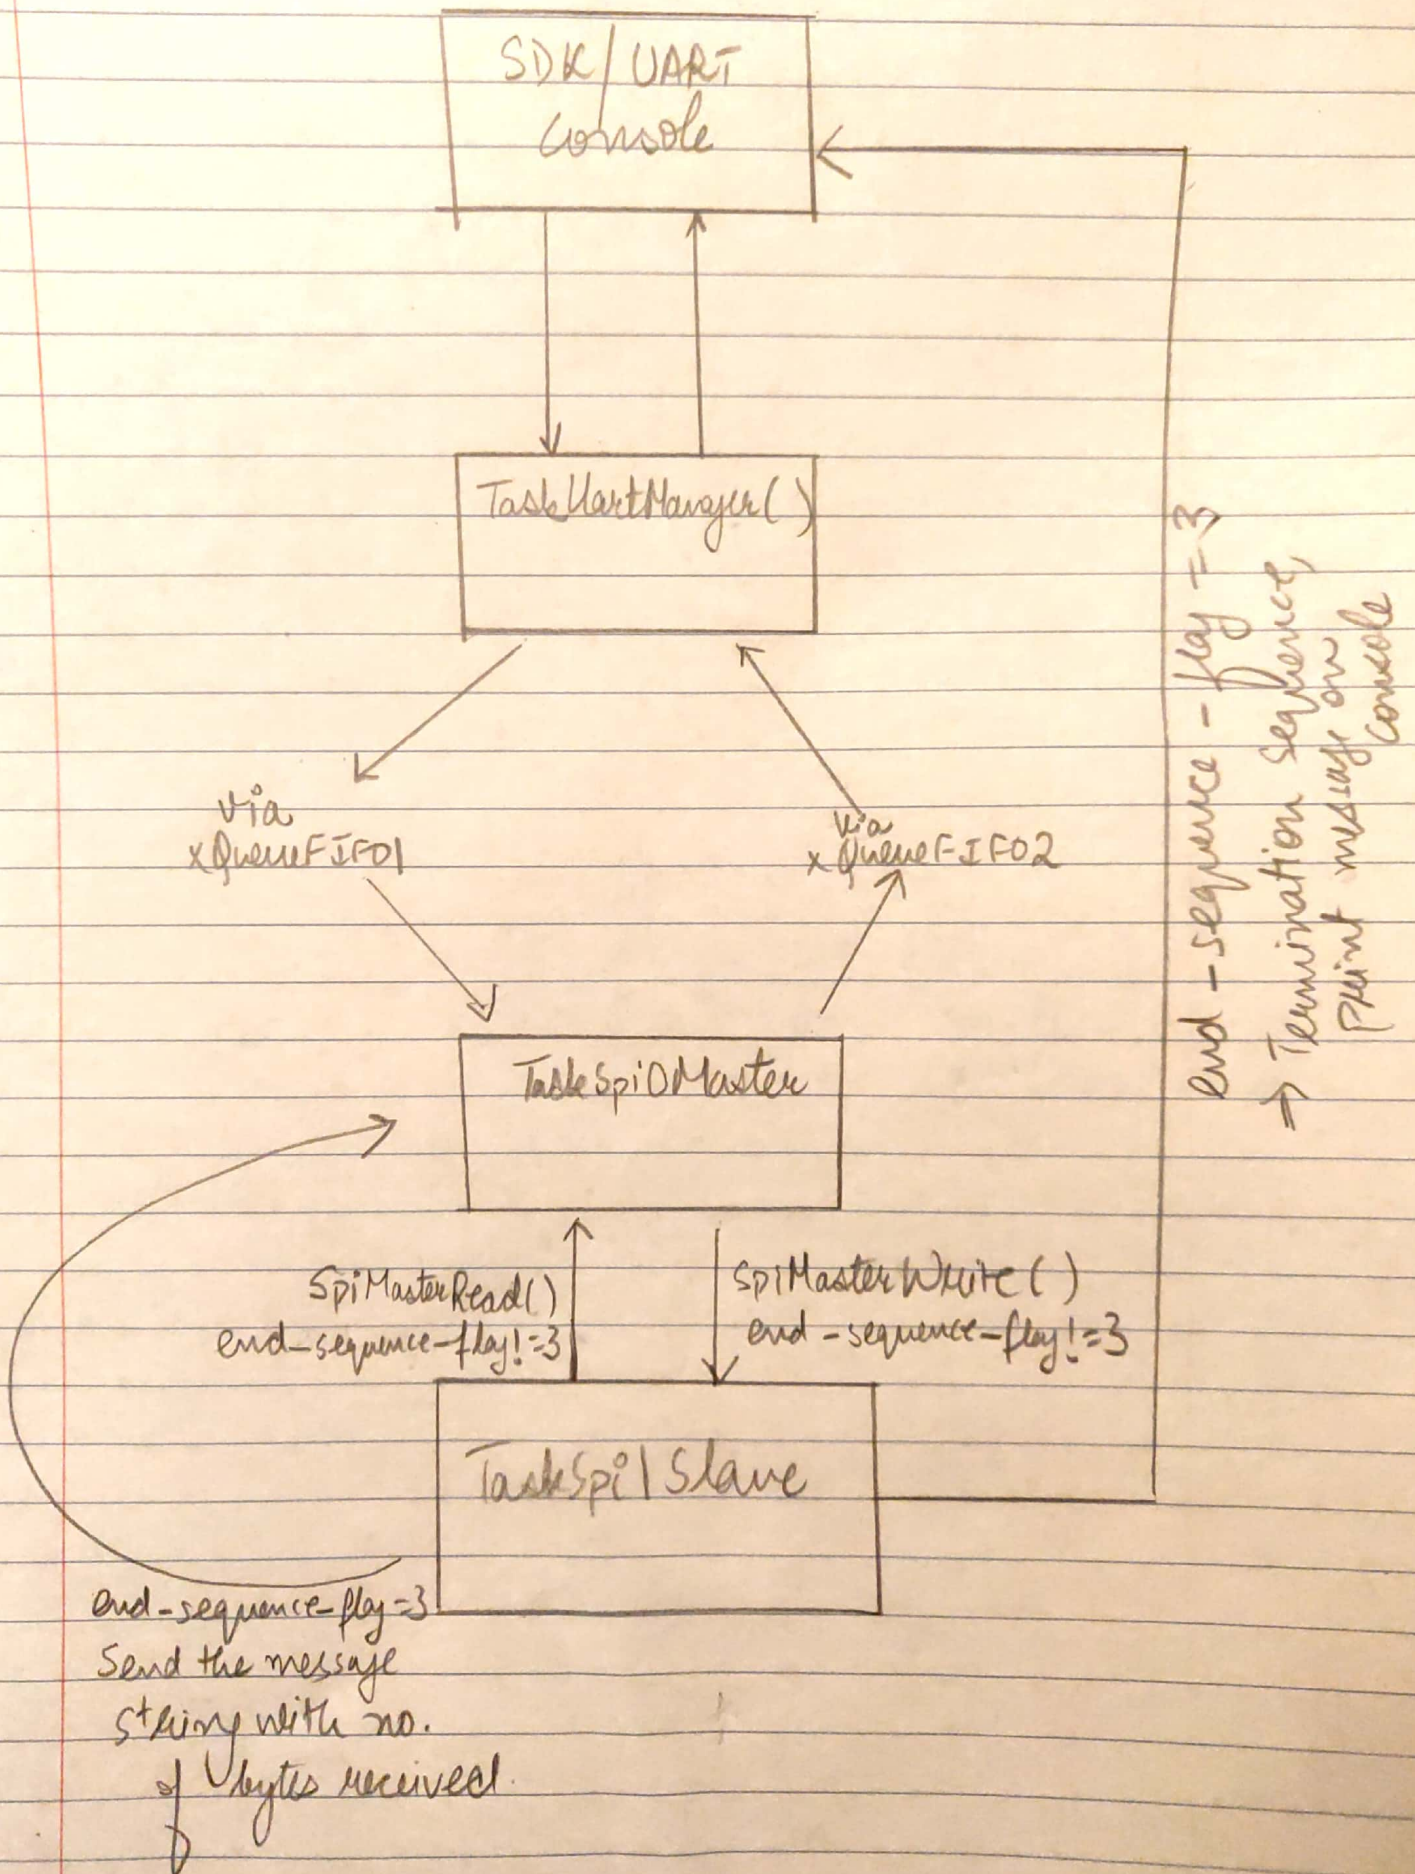 SDK/UART
Console
TaskUartManager()
via
xQueueFIFO1
via
xQueueFIFO2
TaskSpi0Master
SpiMasterRead()
end-sequence-flag!=3
SpiMasterWrite()
end-sequence-flag!=3
TaskSpi1Slave
end-sequence-flag=3
Send the message
string with no.
of bytes received.
end-sequence-flag=3
→ Termination sequence,
print message on
console